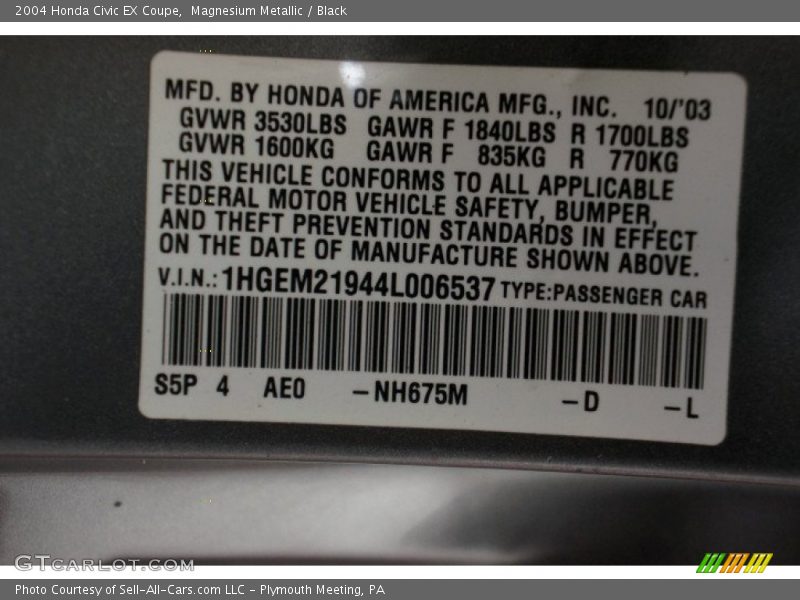 2004 Honda Civic EX Coupe,  Magnesium Metallic / Black
MFD. BY HONDA OF AMERICA MFG., INC.  10/'03
GVWR 3530LBS  GAWR F 1840LBS  R 1700LBS
GVWR 1600KG  GAWR F  835KG  R  770KG
THIS VEHICLE CONFORMS TO ALL APPLICABLE
FEDERAL MOTOR VEHICLE SAFETY, BUMPER,
AND THEFT PREVENTION STANDARDS IN EFFECT
ON THE DATE OF MANUFACTURE SHOWN ABOVE.
V.I.N.: 1HGEM21944L006537 TYPE:PASSENGER CAR
S5P  4  AE0  –NH675M  –D  –L
GTcarlot.com
Photo Courtesy of Sell-All-Cars.com LLC – Plymouth Meeting, PA